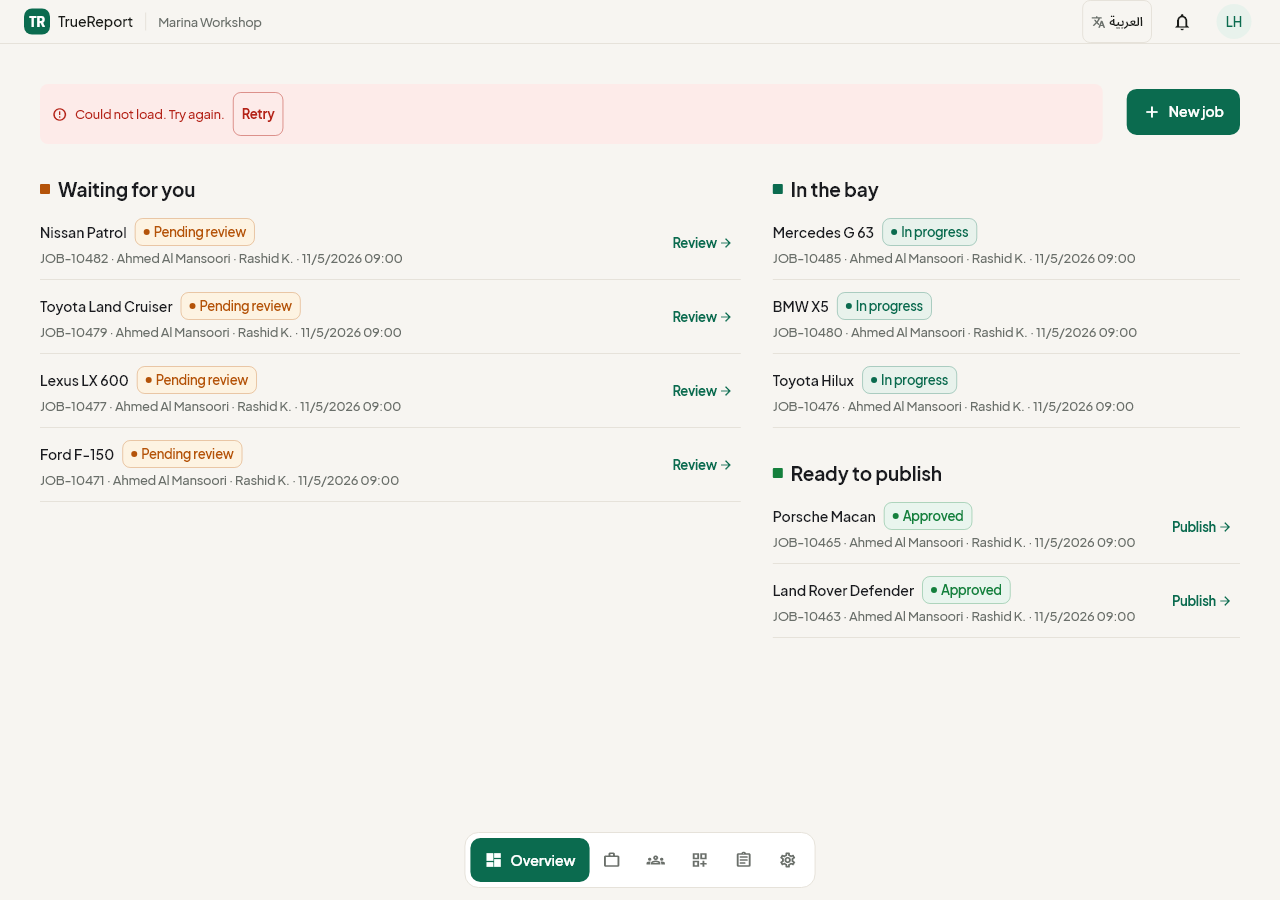 TR TrueReport Marina Workshop العربية LH
Could not load. Try again. Retry
New job
Waiting for you
Nissan Patrol Pending review
JOB-10482 · Ahmed Al Mansoori · Rashid K. · 11/5/2026 09:00
Review →
Toyota Land Cruiser Pending review
JOB-10479 · Ahmed Al Mansoori · Rashid K. · 11/5/2026 09:00
Review →
Lexus LX 600 Pending review
JOB-10477 · Ahmed Al Mansoori · Rashid K. · 11/5/2026 09:00
Review →
Ford F-150 Pending review
JOB-10471 · Ahmed Al Mansoori · Rashid K. · 11/5/2026 09:00
Review →
In the bay
Mercedes G 63 In progress
JOB-10485 · Ahmed Al Mansoori · Rashid K. · 11/5/2026 09:00
BMW X5 In progress
JOB-10480 · Ahmed Al Mansoori · Rashid K. · 11/5/2026 09:00
Toyota Hilux In progress
JOB-10476 · Ahmed Al Mansoori · Rashid K. · 11/5/2026 09:00
Ready to publish
Porsche Macan Approved
JOB-10465 · Ahmed Al Mansoori · Rashid K. · 11/5/2026 09:00
Publish →
Land Rover Defender Approved
JOB-10463 · Ahmed Al Mansoori · Rashid K. · 11/5/2026 09:00
Publish →
Overview